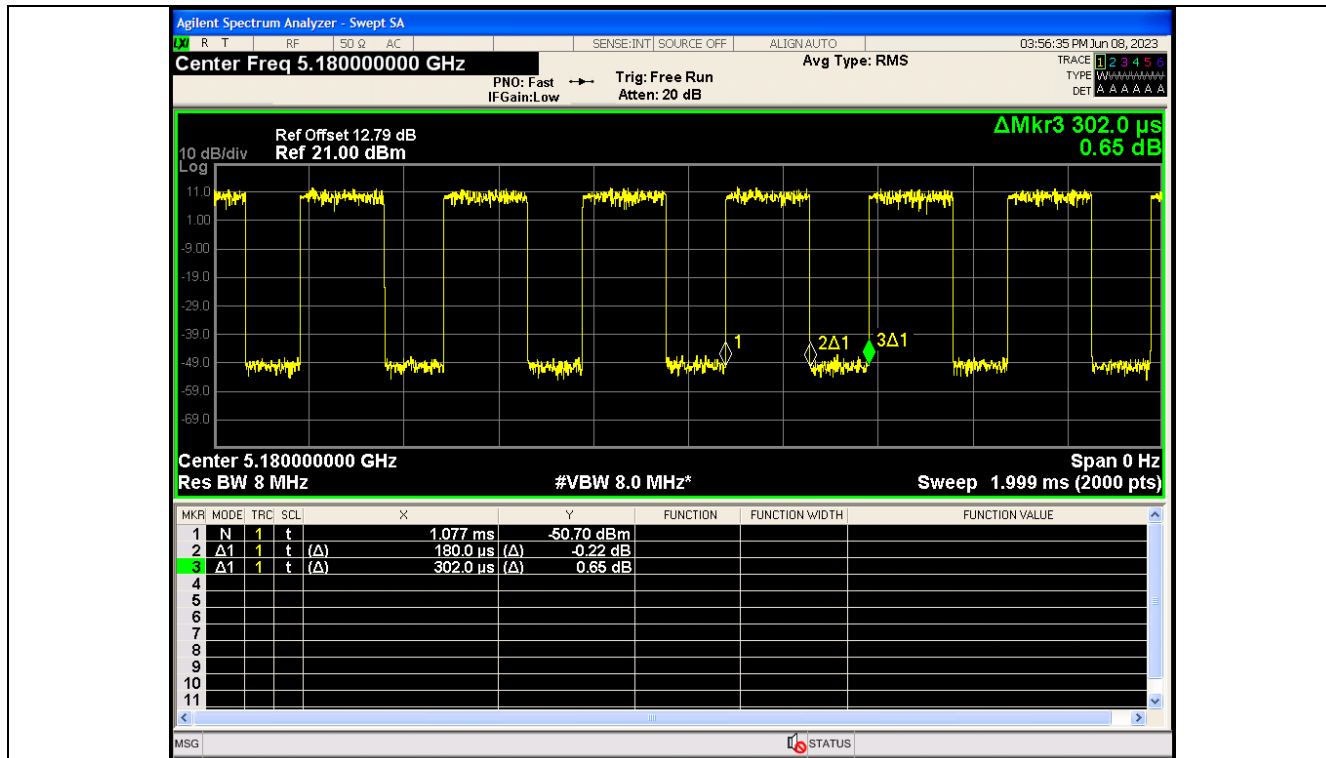 Agilent Spectrum Analyzer - Swept SA
LXI R T RF 50 Ω AC SENSE:INT SOURCE OFF ALIGN AUTO 03:56:35 PM Jun 08, 2023
Center Freq 5.180000000 GHz Avg Type: RMS TRACE 1 2 3 4 5 6
PNO: Fast Trig: Free Run TYPE WWWWWW
IFGain:Low Atten: 20 dB DET A A A A A A
ΔMkr3 302.0 µs
Ref Offset 12.79 dB
10 dB/div Ref 21.00 dBm 0.65 dB
Log
11.0
1.00
-9.00
-19.0
-29.0
-39.0
1 2Δ1 3Δ1
-49.0
-59.0
-69.0
Center 5.180000000 GHz Span 0 Hz
Res BW 8 MHz #VBW 8.0 MHz* Sweep 1.999 ms (2000 pts)
MKR MODE TRC SCL X Y FUNCTION FUNCTION WIDTH FUNCTION VALUE
1 N 1 t 1.077 ms -50.70 dBm
2 Δ1 1 t (Δ) 180.0 µs (Δ) -0.22 dB
3 Δ1 1 t (Δ) 302.0 µs (Δ) 0.65 dB
4
5
6
7
8
9
10
11
MSG STATUS